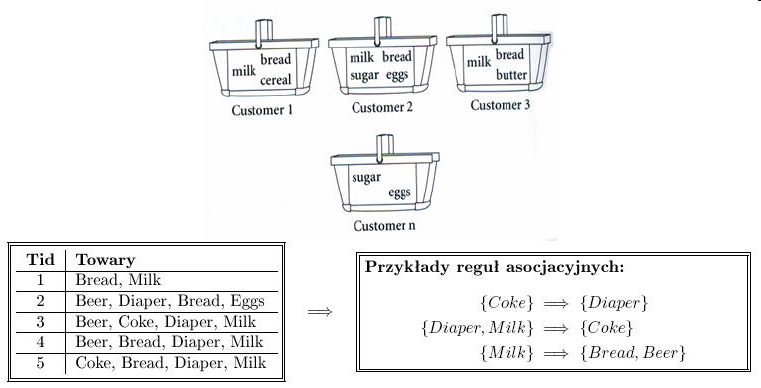 milk bread cereal
Customer 1
milk bread
sugar eggs
Customer 2
milk bread butter
Customer 3
sugar
eggs
Customer n
Tid Towary
1 Bread, Milk
2 Beer, Diaper, Bread, Eggs
3 Beer, Coke, Diaper, Milk
4 Beer, Bread, Diaper, Milk
5 Coke, Bread, Diaper, Milk
⟹
Przykłady reguł asocjacyjnych:
{Coke} ⟹ {Diaper}
{Diaper, Milk} ⟹ {Coke}
{Milk} ⟹ {Bread, Beer}